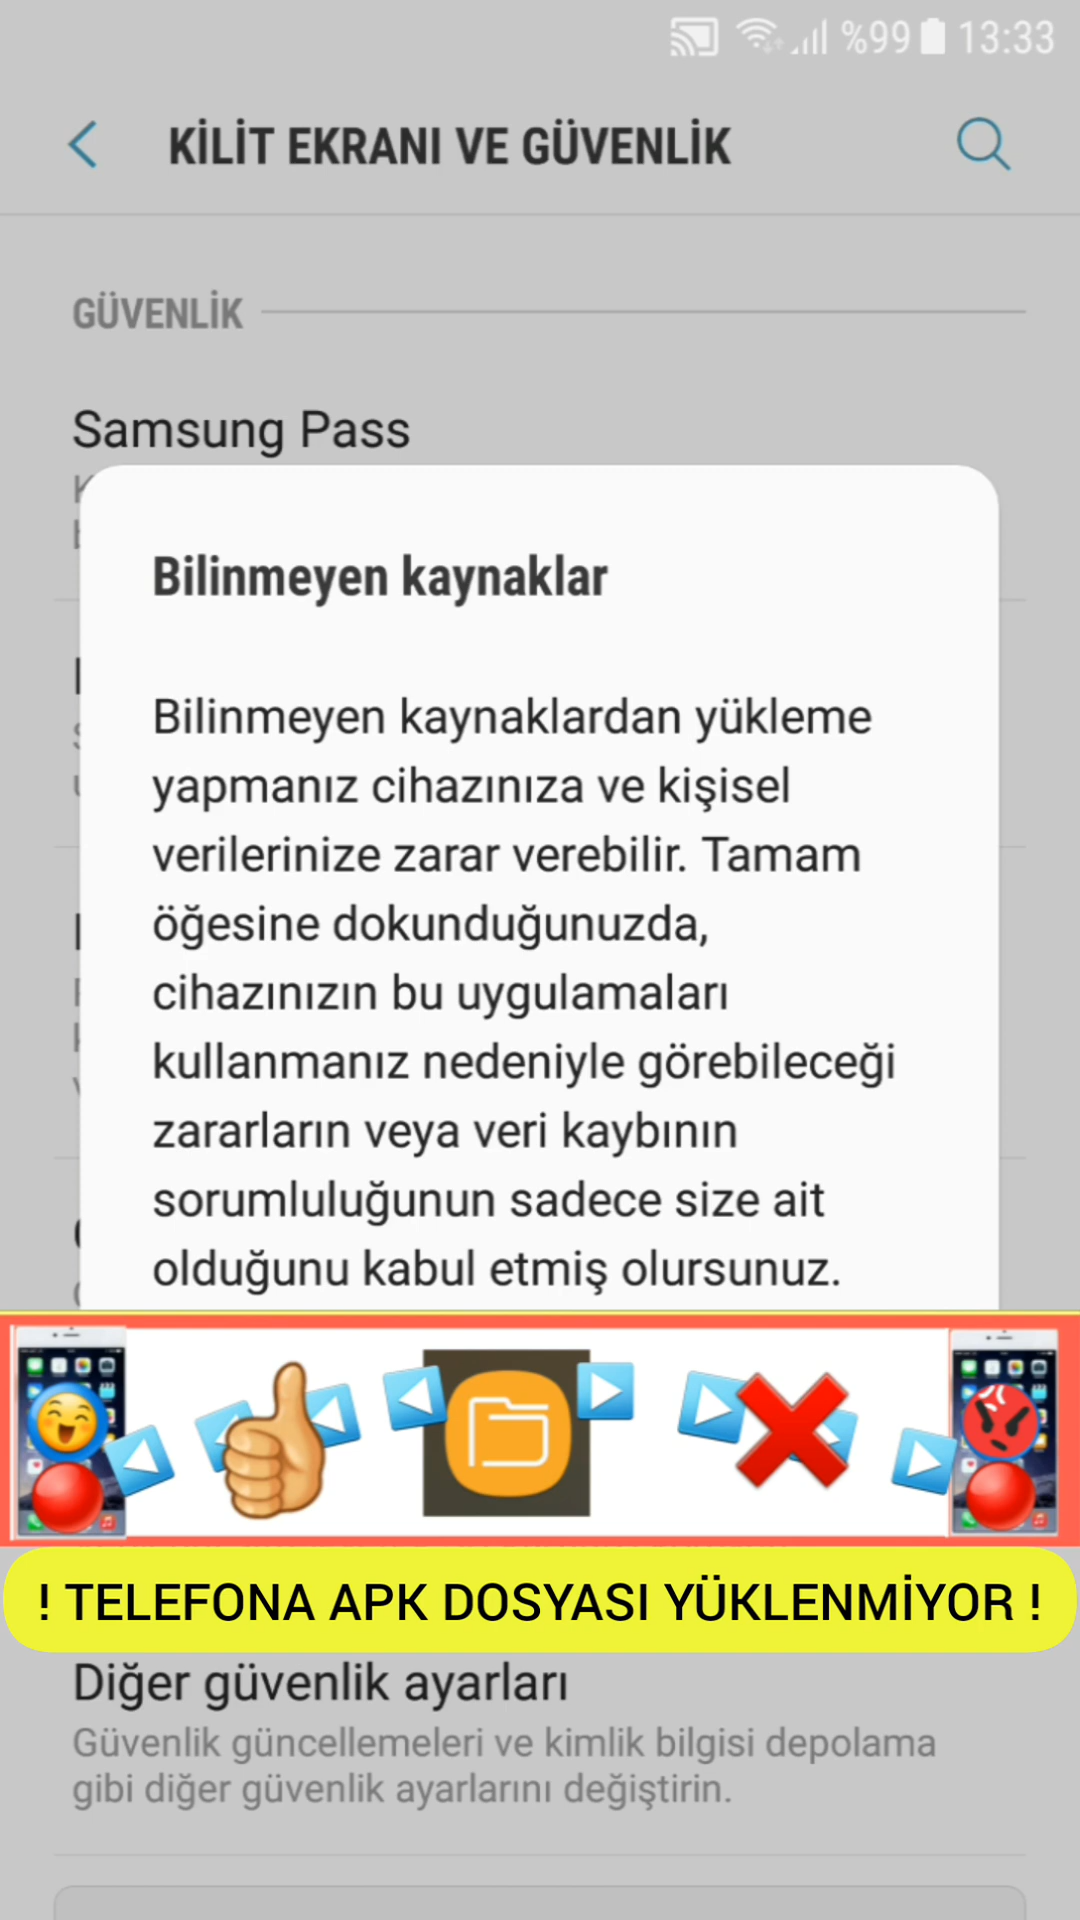 %99 13:33
KİLİT EKRANI VE GÜVENLİK
GÜVENLİK
Samsung Pass
Bilinmeyen kaynaklar
Bilinmeyen kaynaklardan yükleme
yapmanız cihazınıza ve kişisel
verilerinize zarar verebilir. Tamam
öğesine dokunduğunuzda,
cihazınızın bu uygulamaları
kullanmanız nedeniyle görebileceği
zararların veya veri kaybının
sorumluluğunun sadece size ait
olduğunu kabul etmiş olursunuz.
! TELEFONA APK DOSYASI YÜKLENMİYOR !
Diğer güvenlik ayarları
Güvenlik güncellemeleri ve kimlik bilgisi depolama
gibi diğer güvenlik ayarlarını değiştirin.